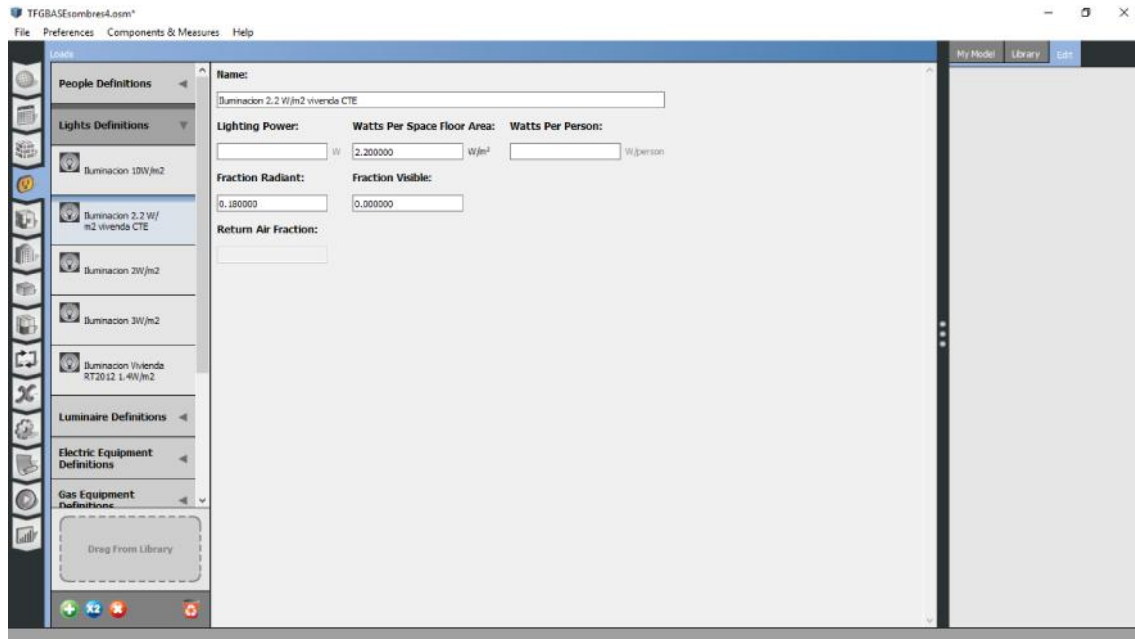 TFGBASEsombres4.osm*
File Preferences Components & Measures Help
Loads
My Model Library Edit
People Definitions
Lights Definitions
Iluminacion 10W/m2
Iluminacion 2.2 W/
m2 vivenda CTE
Iluminacion 2W/m2
Iluminacion 3W/m2
Iluminacion Vivienda
RT2012 1.4W/m2
Luminaire Definitions
Electric Equipment
Definitions
Gas Equipment
Definitions
Drag From Library
x2
Name:
Iluminacion 2.2 W/m2 vivenda CTE
Lighting Power: Watts Per Space Floor Area: Watts Per Person:
W 2.200000 W/m² W/person
Fraction Radiant: Fraction Visible:
0.180000 0.000000
Return Air Fraction: